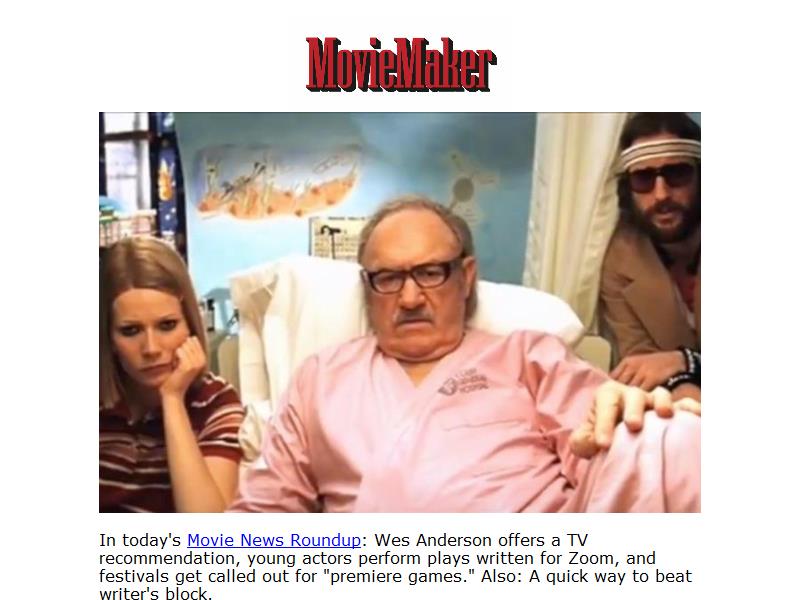 MovieMaker
In today's Movie News Roundup: Wes Anderson offers a TV
recommendation, young actors perform plays written for Zoom, and
festivals get called out for "premiere games." Also: A quick way to beat
writer's block.